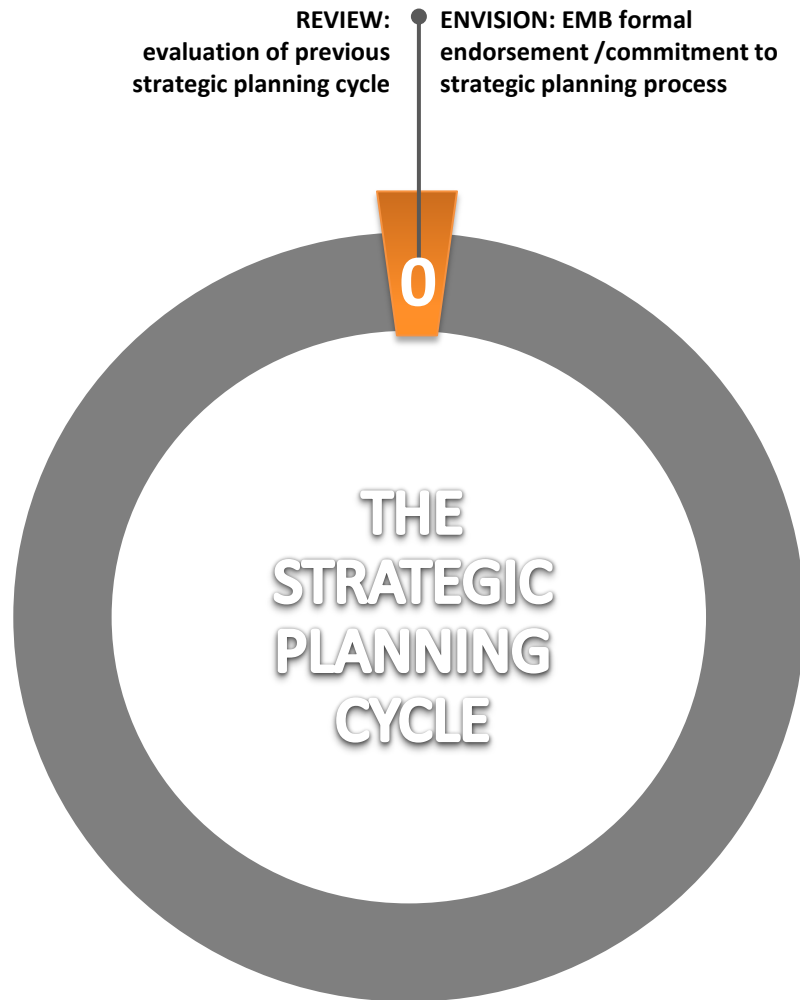 REVIEW:
evaluation of previous
strategic planning cycle
ENVISION: EMB formal
endorsement /commitment to
strategic planning process
0
THE
STRATEGIC
PLANNING
CYCLE